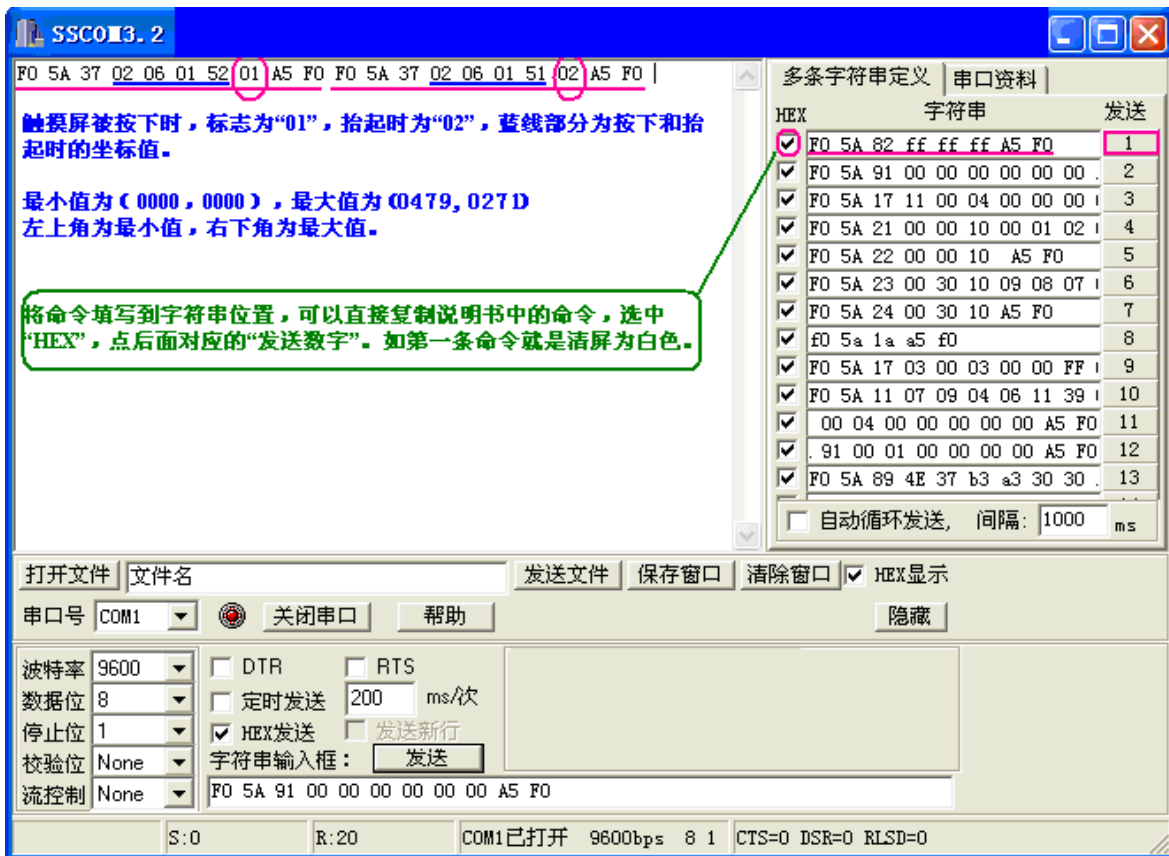 SSCOM3.2
F0 5A 37 02 06 01 52 01 A5 F0 F0 5A 37 02 06 01 51 02 A5 F0
触摸屏被按下时，标志为“01”，抬起时为“02”，蓝线部分为按下和抬
起时的坐标值。
最小值为（0000，0000），最大值为(0479,0271)
左上角为最小值，右下角为最大值。
将命令填写到字符串位置，可以直接复制说明书中的命令，选中
“HEX”，点后面对应的“发送数字”。如第一条命令就是清屏为白色。
多条字符串定义 串口资料
HEX 字符串 发送
F0 5A 82 ff ff ff A5 F0 1
F0 5A 91 00 00 00 00 00 00 . 2
F0 5A 17 11 00 04 00 00 00 3
F0 5A 21 00 00 10 00 01 02 4
F0 5A 22 00 00 10 A5 F0 5
F0 5A 23 00 30 10 09 08 07 6
F0 5A 24 00 30 10 A5 F0 7
f0 5a 1a a5 f0 8
F0 5A 17 03 00 03 00 00 FF 9
F0 5A 11 07 09 04 06 11 39 10
00 04 00 00 00 00 00 A5 F0 11
. 91 00 01 00 00 00 00 A5 F0 12
F0 5A 89 4E 37 b3 a3 30 30 . 13
自动循环发送, 间隔: 1000 ms
打开文件 文件名 发送文件 保存窗口 清除窗口 HEX显示
串口号 COM1 关闭串口 帮助 隐藏
波特率 9600 DTR RTS
数据位 8 定时发送 200 ms/次
停止位 1 HEX发送 发送新行
校验位 None 字符串输入框： 发送
流控制 None F0 5A 91 00 00 00 00 00 00 A5 F0
S:0 R:20 COM1已打开 9600bps 8 1 CTS=0 DSR=0 RLSD=0